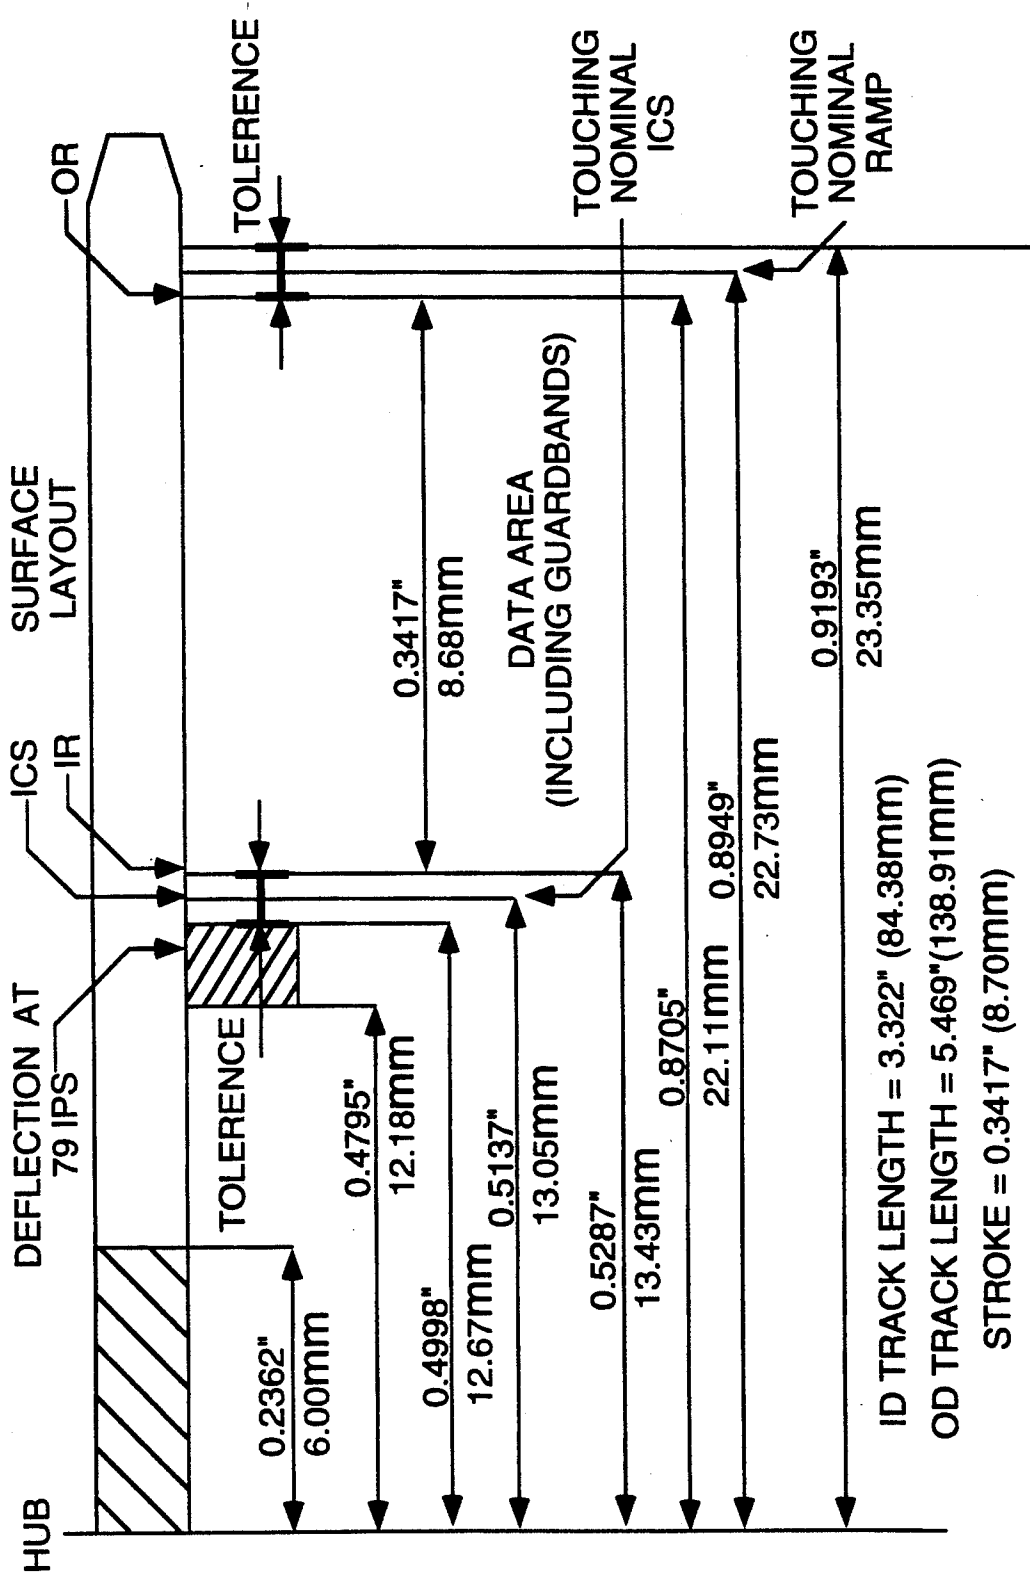 HUB
DEFLECTION AT
79 IPS
ICS
IR
SURFACE
LAYOUT
OR
TOLERENCE
TOLERENCE
0.2362"
6.00mm
0.4795"
12.18mm
0.4998"
12.67mm
0.5137"
13.05mm
0.5287"
13.43mm
0.3417"
8.68mm
DATA AREA
(INCLUDING GUARDBANDS)
TOUCHING
NOMINAL
ICS
0.8705"
22.11mm
0.8949"
22.73mm
TOUCHING
NOMINAL
RAMP
0.9193"
23.35mm
ID TRACK LENGTH = 3.322" (84.38mm)
OD TRACK LENGTH = 5.469"(138.91mm)
STROKE = 0.3417" (8.70mm)